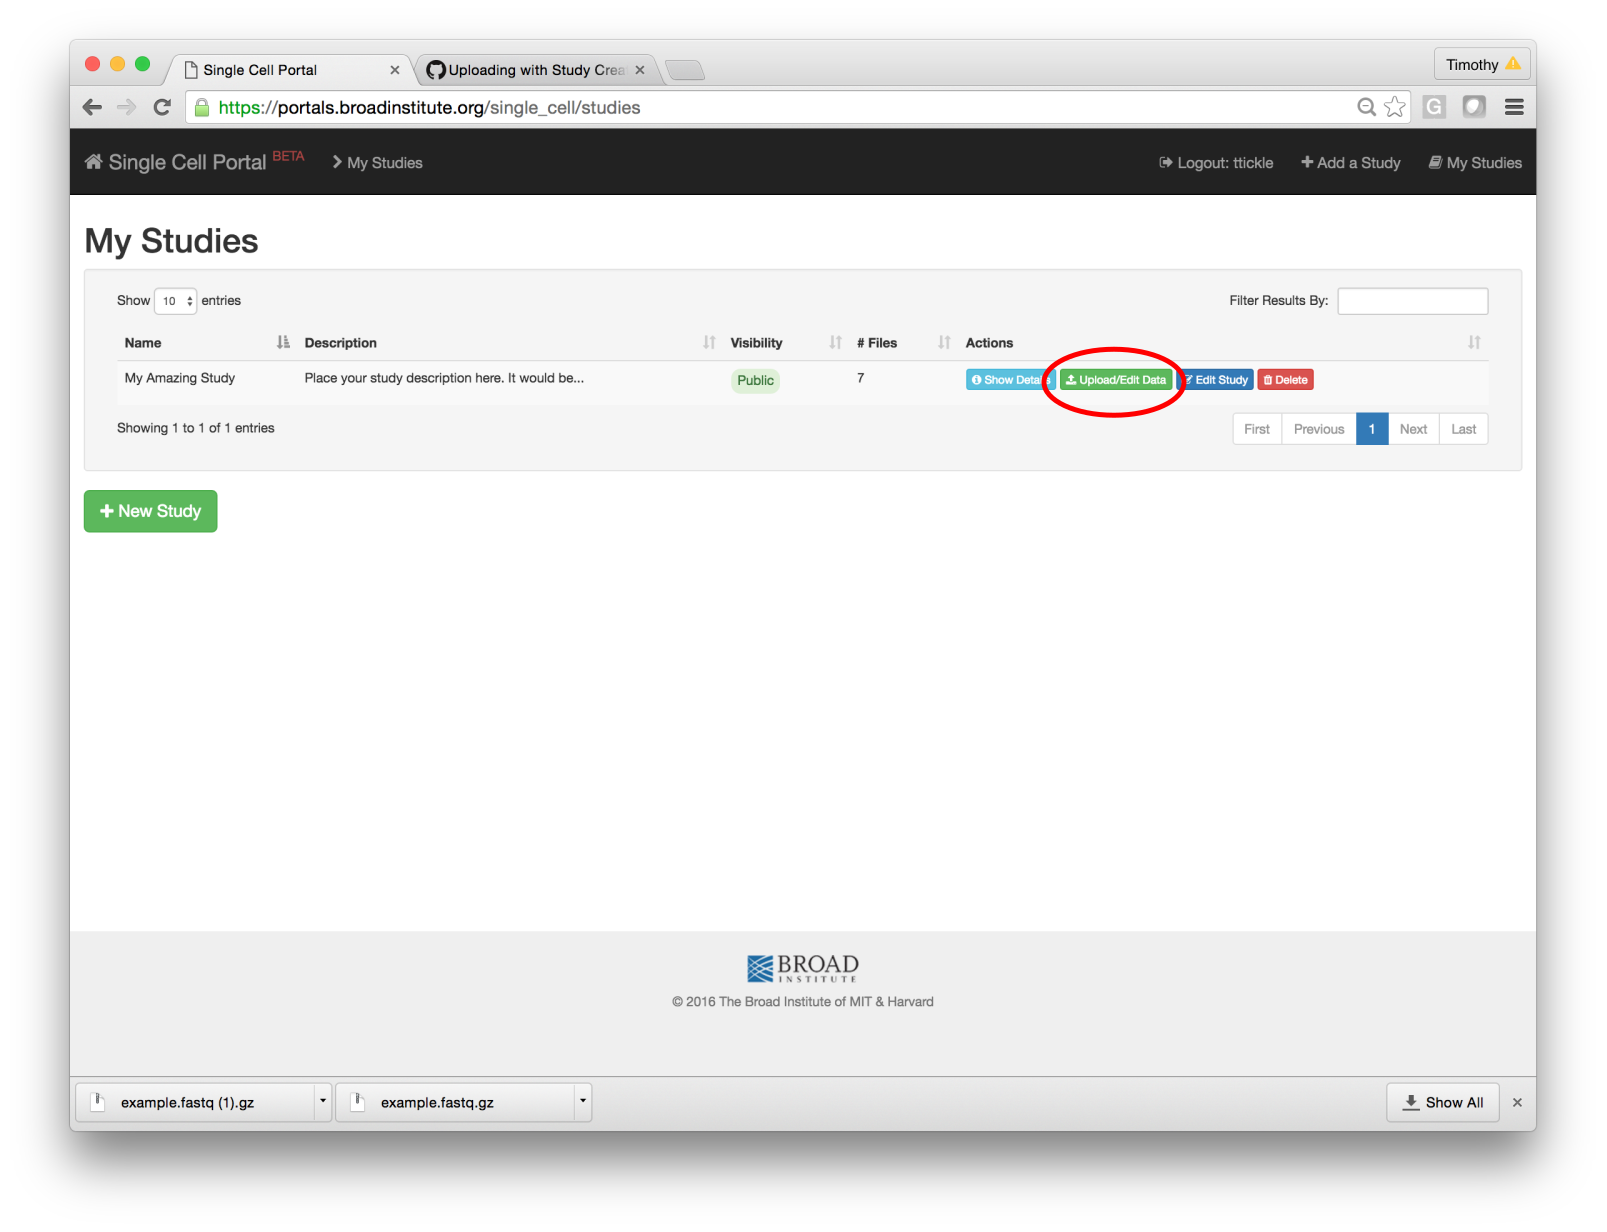 Single Cell Portal
Uploading with Study Crea
Timothy
https://portals.broadinstitute.org/single_cell/studies
G
Single Cell Portal BETA
My Studies
Logout: ttickle
Add a Study
My Studies
My Studies
Show 10 entries
Filter Results By:
Name Description Visibility # Files Actions
My Amazing Study Place your study description here. It would be... Public 7 Show Details Upload/Edit Data Edit Study Delete
Showing 1 to 1 of 1 entries
First Previous 1 Next Last
New Study
BROAD
INSTITUTE
© 2016 The Broad Institute of MIT & Harvard
example.fastq (1).gz
example.fastq.gz
Show All